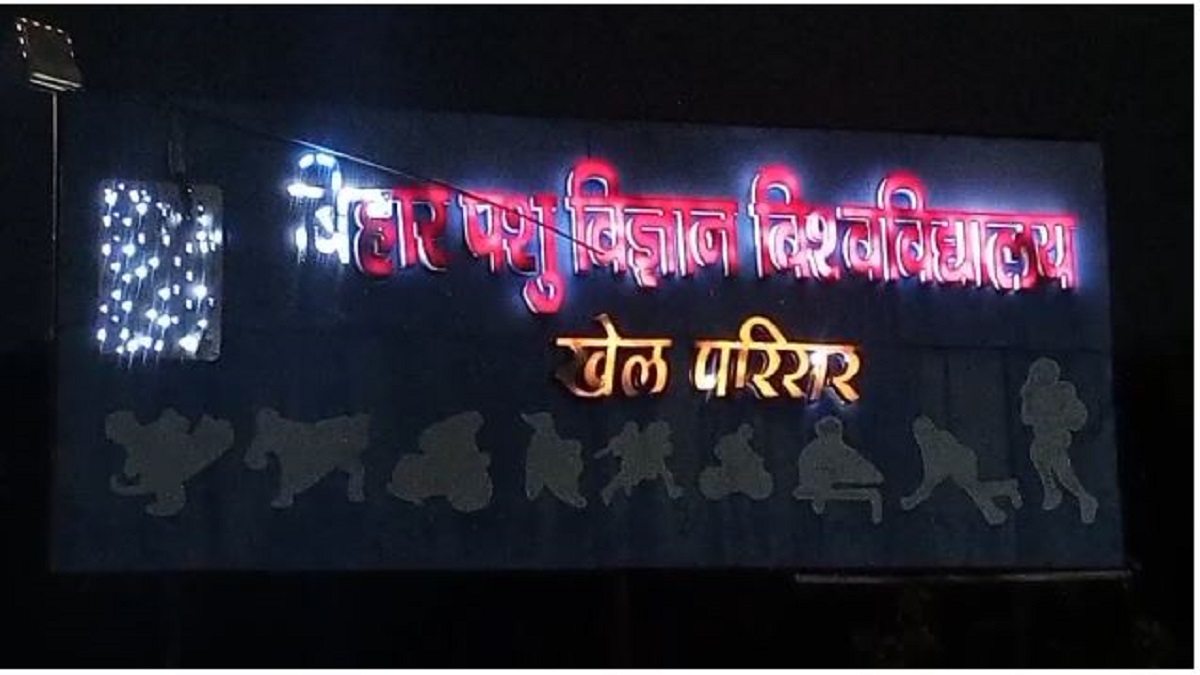 बिहार पशु विज्ञान विश्वविद्यालय
खेल परिसर